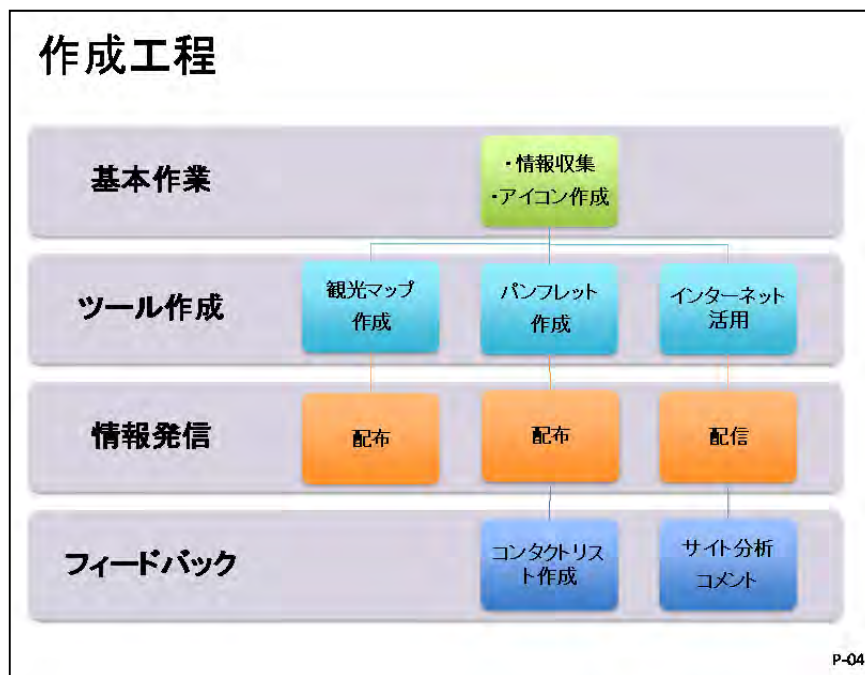 作成工程
基本作業
・情報収集
・アイコン作成
ツール作成
観光マップ
作成
パンフレット
作成
インターネット
活用
情報発信
配布
配布
配信
フィードバック
コンタクトリス
ト作成
サイト分析
コメント
P-04